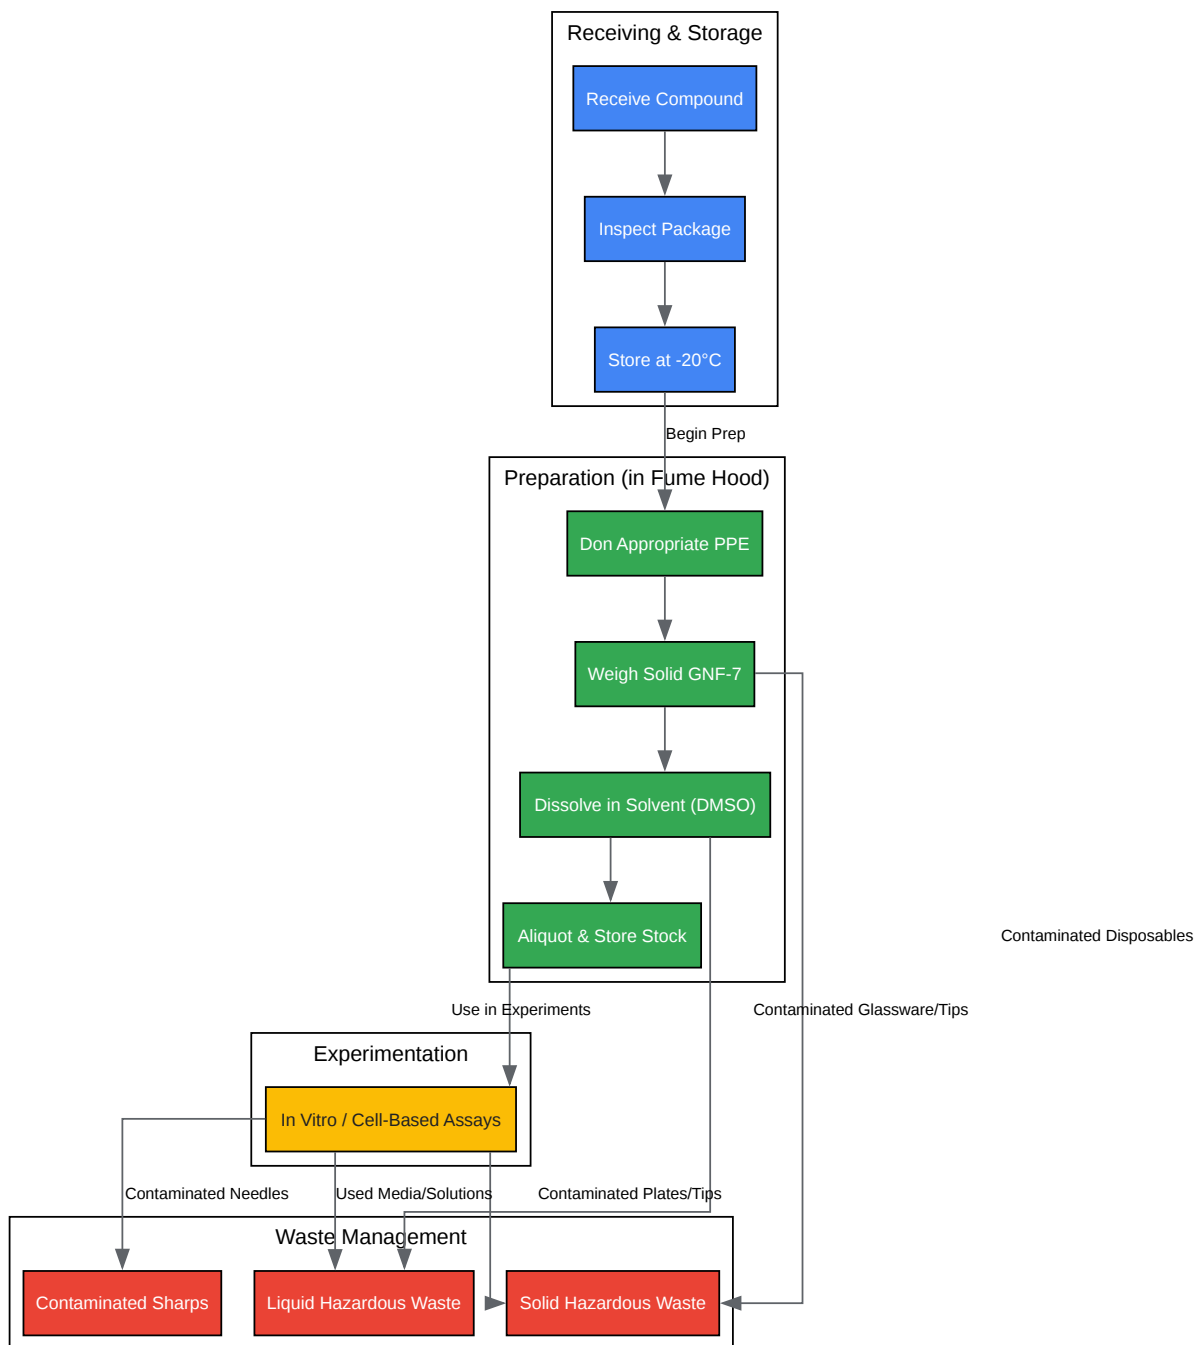 Receiving & Storage
Receive Compound
Inspect Package
Store at -20°C
Begin Prep
Preparation (in Fume Hood)
Don Appropriate PPE
Weigh Solid GNF-7
Dissolve in Solvent (DMSO)
Aliquot & Store Stock
Contaminated Disposables
Use in Experiments
Contaminated Glassware/Tips
Experimentation
In Vitro / Cell-Based Assays
Contaminated Needles
Used Media/Solutions
Contaminated Plates/Tips
Waste Management
Contaminated Sharps
Liquid Hazardous Waste
Solid Hazardous Waste